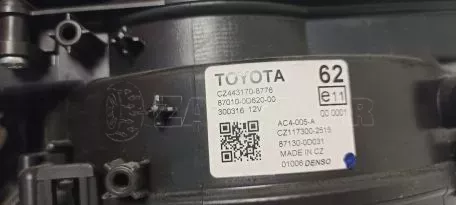 TOYOTA 62
CZ443170-8776
87010-0D620-00
300316-12V
e11
00 0001
AC4-005-A
CZ117300-2515
87130-0D031
MADE IN CZ
01006 DENSO